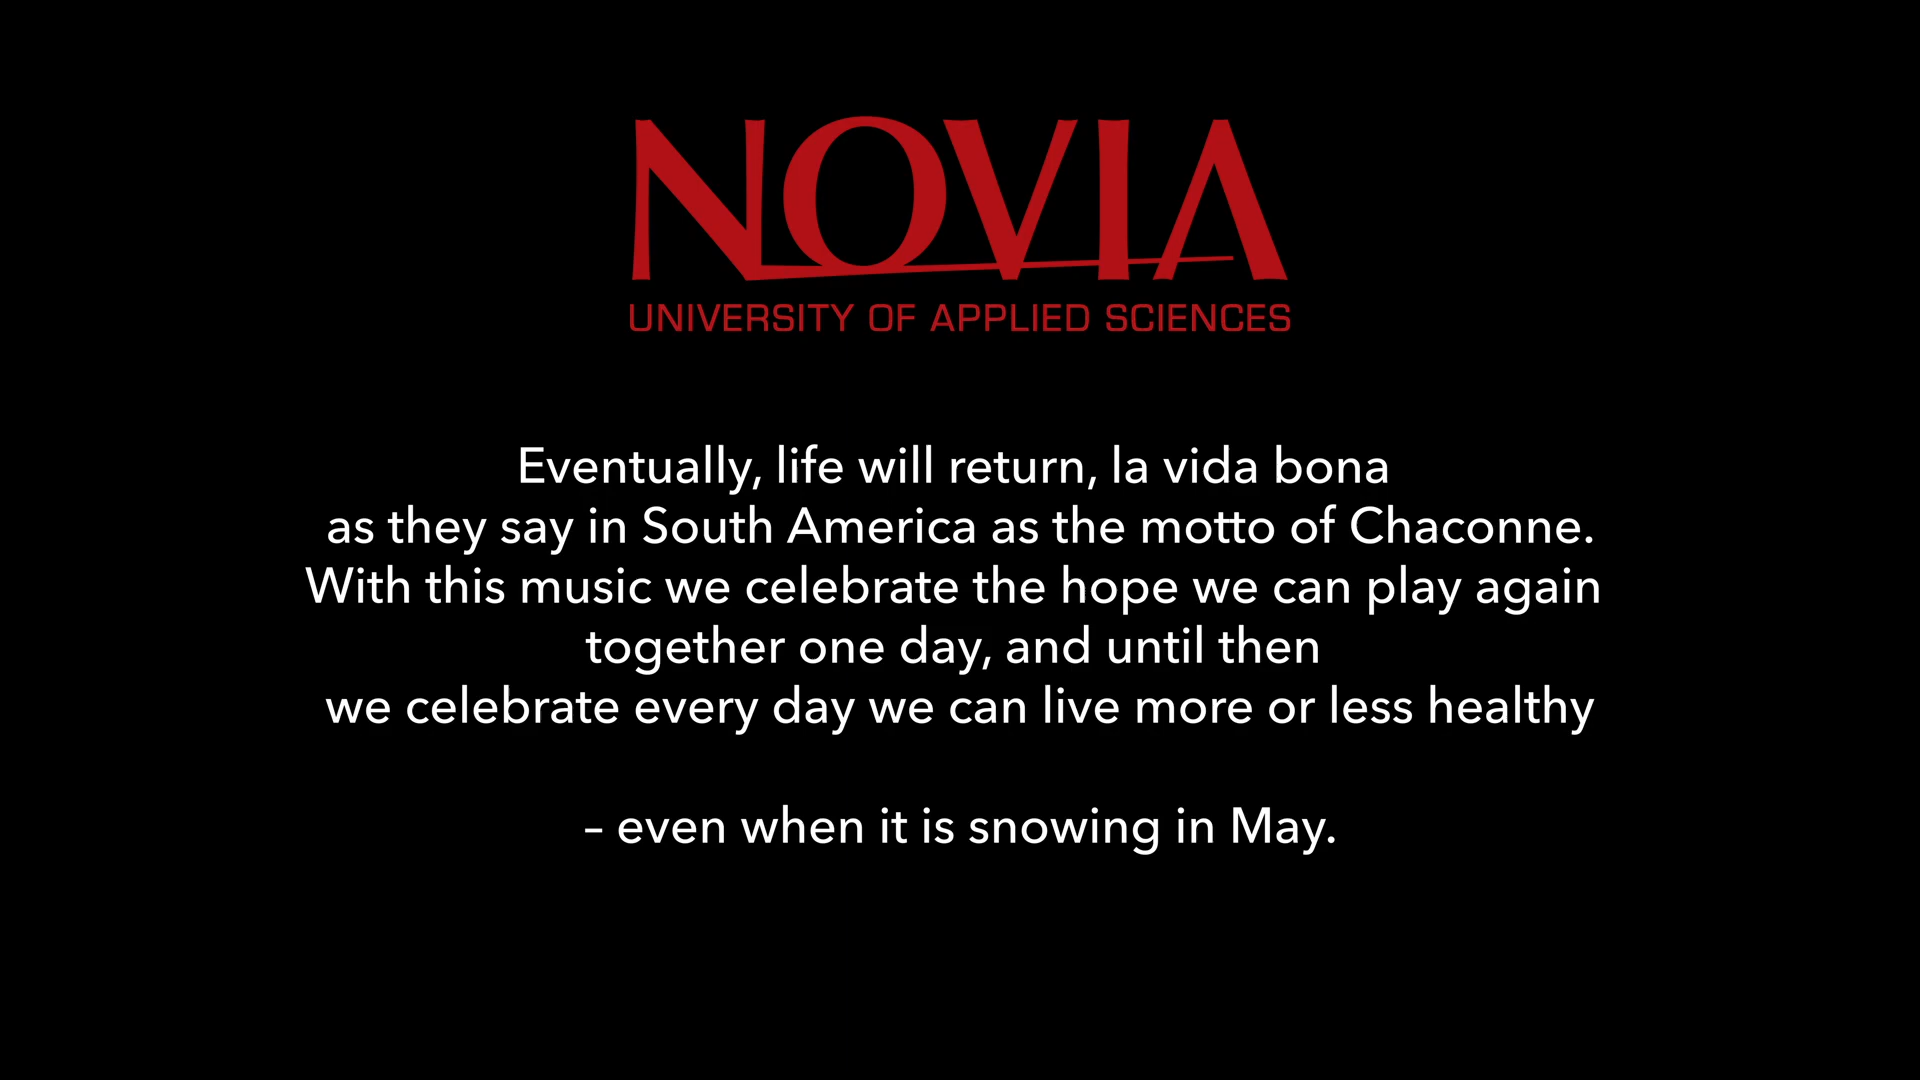 NOVIA
UNIVERSITY OF APPLIED SCIENCES
Eventually, life will return, la vida bona
as they say in South America as the motto of Chaconne.
With this music we celebrate the hope we can play again
together one day, and until then
we celebrate every day we can live more or less healthy
– even when it is snowing in May.